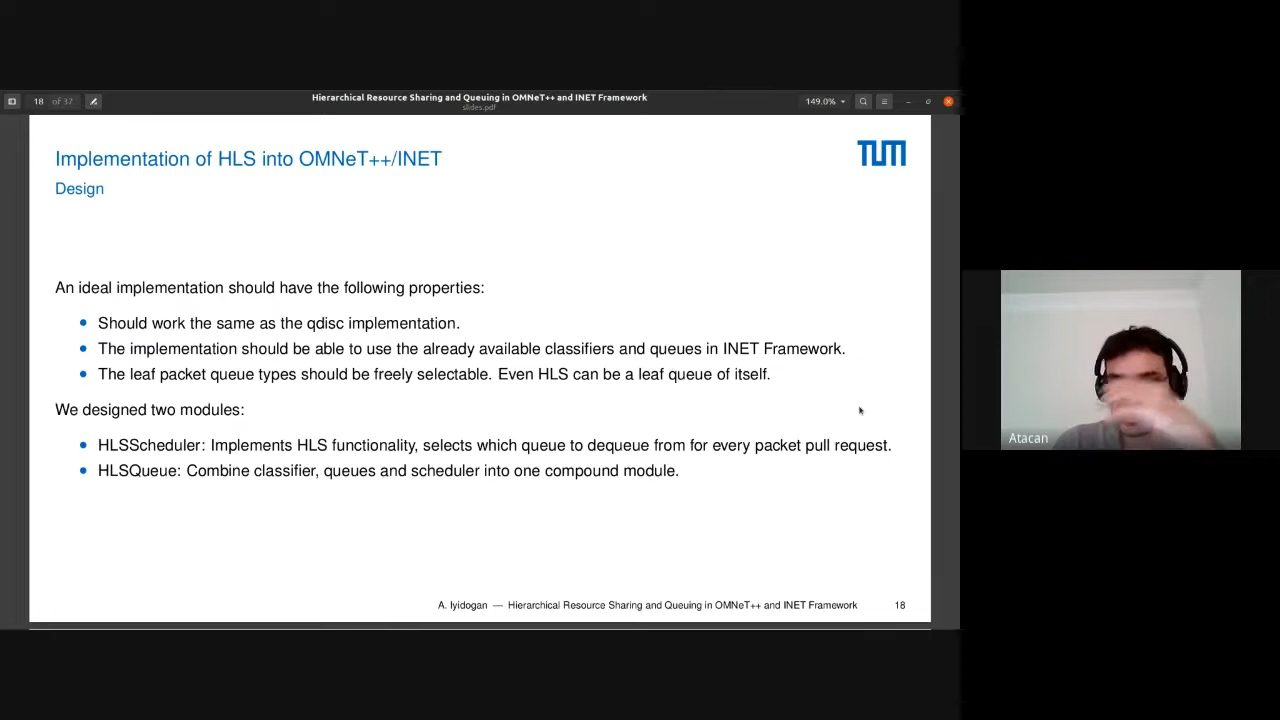 18 of 37
Hierarchical Resource Sharing and Queuing in OMNeT++ and INET Framework
slides.pdf
149.0%
Implementation of HLS into OMNeT++/INET
TUM
Design
An ideal implementation should have the following properties:
Should work the same as the qdisc implementation.
The implementation should be able to use the already available classifiers and queues in INET Framework.
The leaf packet queue types should be freely selectable. Even HLS can be a leaf queue of itself.
We designed two modules:
HLSScheduler: Implements HLS functionality, selects which queue to dequeue from for every packet pull request.
HLSQueue: Combine classifier, queues and scheduler into one compound module.
A. Iyidogan — Hierarchical Resource Sharing and Queuing in OMNeT++ and INET Framework 18
Atacan